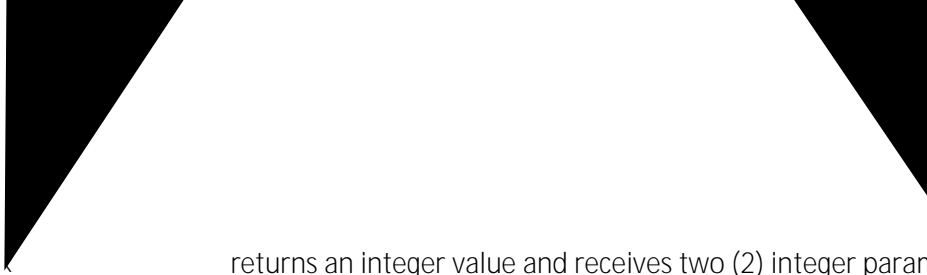 returns an integer value and receives two (2) integer